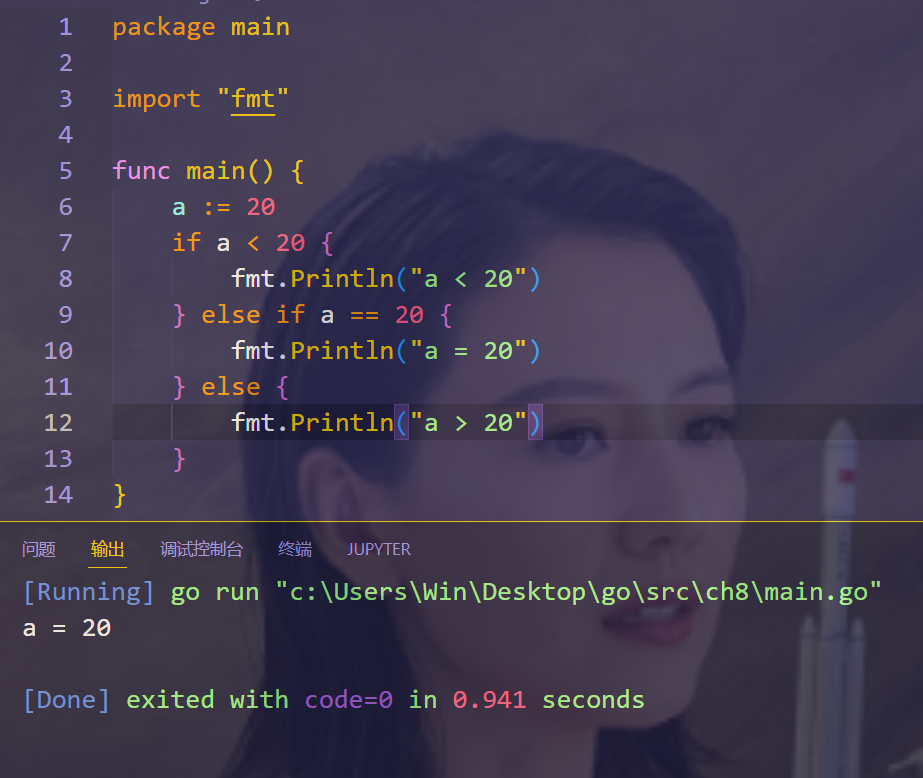 1 package main
2
3 import "fmt"
4
5 func main() {
6     a := 20
7     if a < 20 {
8         fmt.Println("a < 20")
9     } else if a == 20 {
10         fmt.Println("a = 20")
11     } else {
12         fmt.Println("a > 20")
13     }
14 }
问题 输出 调试控制台 终端 JUPYTER
[Running] go run "c:\Users\Win\Desktop\go\src\ch8\main.go"
a = 20
[Done] exited with code=0 in 0.941 seconds